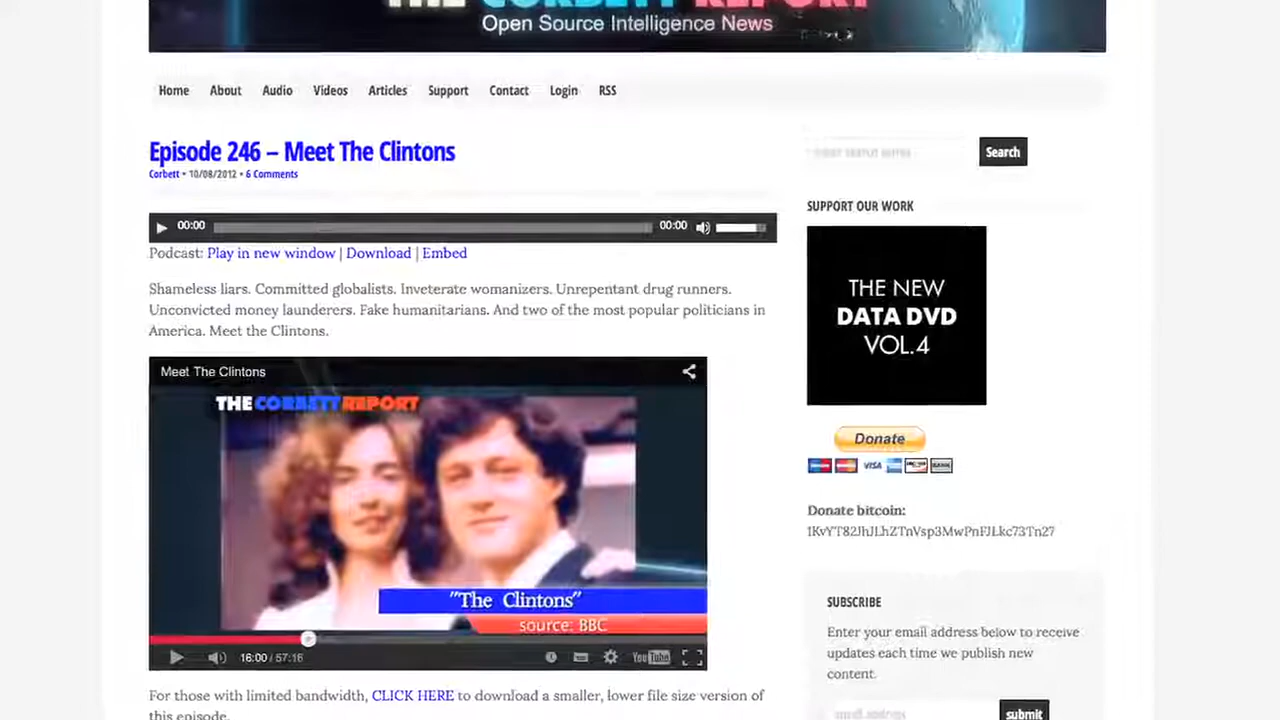 THE CORBETT REPORT
Open Source Intelligence News
Home About Audio Videos Articles Support Contact Login RSS
Episode 246 – Meet The Clintons
Corbett • 10/08/2012 • 6 Comments
00:00 00:00
Podcast: Play in new window | Download | Embed
Shameless liars. Committed globalists. Inveterate womanizers. Unrepentant drug runners.
Unconvicted money launderers. Fake humanitarians. And two of the most popular politicians in
America. Meet the Clintons.
Meet The Clintons
THE CORBETT REPORT
"The Clintons"
source: BBC
16:00 / 57:16
YouTube
For those with limited bandwidth, CLICK HERE to download a smaller, lower file size version of
this episode.
Search
SUPPORT OUR WORK
THE NEW
DATA DVD
VOL.4
Donate
VISA
Donate bitcoin:
1KvYT82JhJLhZTnVsp3MwPnFJLkc73Tn27
SUBSCRIBE
Enter your email address below to receive
updates each time we publish new
content.
submit